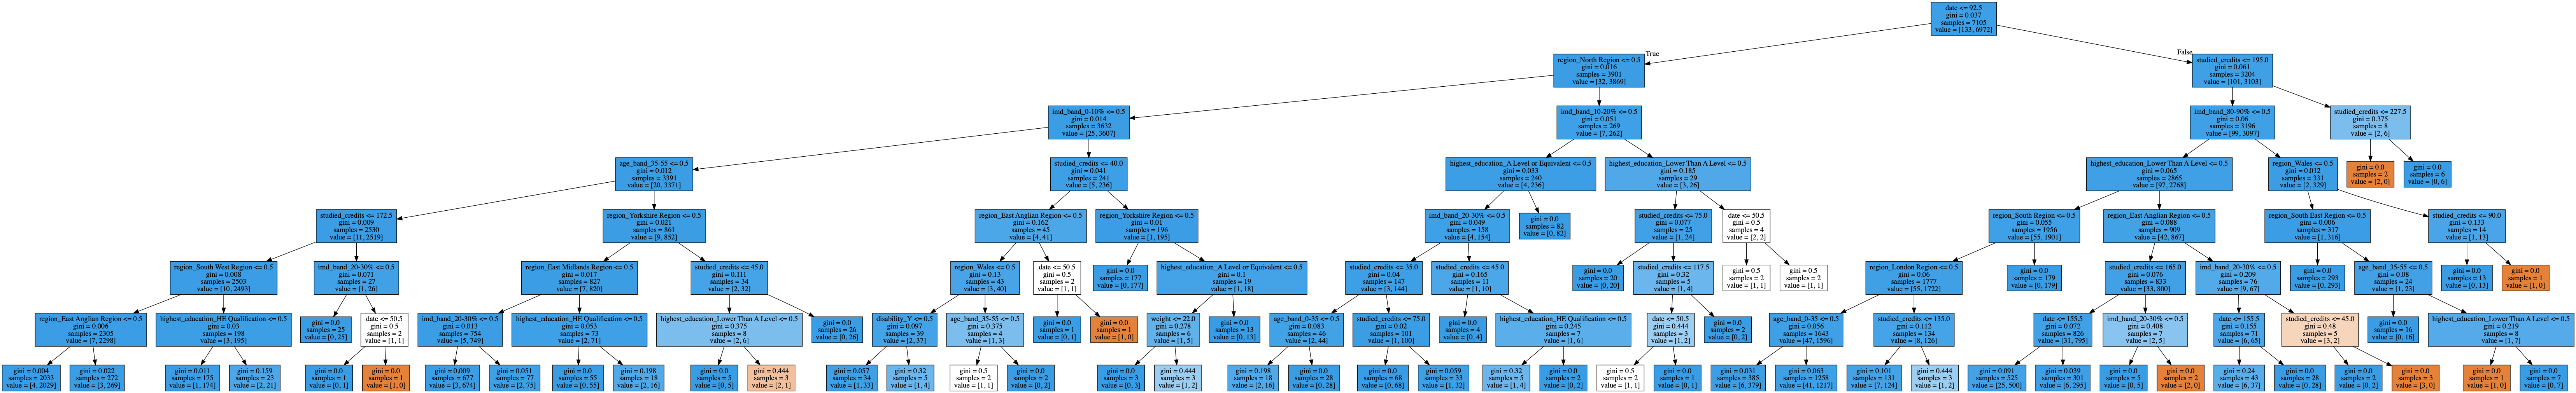 date <= 92.5
gini = 0.037
samples = 7105
value = [133, 6972]
True
False
region_North Region <= 0.5
gini = 0.016
samples = 3901
value = [32, 3869]
studied_credits <= 195.0
gini = 0.061
samples = 3204
value = [101, 3103]
imd_band_0-10% <= 0.5
gini = 0.014
samples = 3632
value = [25, 3607]
imd_band_10-20% <= 0.5
gini = 0.051
samples = 269
value = [7, 262]
imd_band_80-90% <= 0.5
gini = 0.06
samples = 3196
value = [99, 3097]
studied_credits <= 227.5
gini = 0.375
samples = 8
value = [2, 6]
age_band_35-55 <= 0.5
gini = 0.012
samples = 3391
value = [20, 3371]
studied_credits <= 40.0
gini = 0.041
samples = 241
value = [5, 236]
highest_education_A Level or Equivalent <= 0.5
gini = 0.033
samples = 240
value = [4, 236]
highest_education_Lower Than A Level <= 0.5
gini = 0.185
samples = 29
value = [3, 26]
highest_education_Lower Than A Level <= 0.5
gini = 0.065
samples = 2865
value = [97, 2768]
region_Wales <= 0.5
gini = 0.012
samples = 331
value = [2, 329]
gini = 0.0
samples = 2
value = [2, 0]
gini = 0.0
samples = 6
value = [0, 6]
studied_credits <= 172.5
gini = 0.009
samples = 2530
value = [11, 2519]
region_Yorkshire Region <= 0.5
gini = 0.021
samples = 861
value = [9, 852]
region_East Anglian Region <= 0.5
gini = 0.162
samples = 45
value = [4, 41]
region_Yorkshire Region <= 0.5
gini = 0.01
samples = 196
value = [1, 195]
imd_band_20-30% <= 0.5
gini = 0.049
samples = 158
value = [4, 154]
gini = 0.0
samples = 82
value = [0, 82]
studied_credits <= 75.0
gini = 0.077
samples = 25
value = [1, 24]
date <= 50.5
gini = 0.5
samples = 4
value = [2, 2]
region_South Region <= 0.5
gini = 0.055
samples = 1956
value = [55, 1901]
region_East Anglian Region <= 0.5
gini = 0.088
samples = 909
value = [42, 867]
region_South East Region <= 0.5
gini = 0.006
samples = 317
value = [1, 316]
studied_credits <= 90.0
gini = 0.133
samples = 14
value = [1, 13]
region_South West Region <= 0.5
gini = 0.008
samples = 2503
value = [10, 2493]
imd_band_20-30% <= 0.5
gini = 0.071
samples = 27
value = [1, 26]
region_East Midlands Region <= 0.5
gini = 0.017
samples = 827
value = [7, 820]
studied_credits <= 45.0
gini = 0.111
samples = 34
value = [2, 32]
region_Wales <= 0.5
gini = 0.13
samples = 43
value = [3, 40]
date <= 50.5
gini = 0.5
samples = 2
value = [1, 1]
gini = 0.0
samples = 177
value = [0, 177]
highest_education_A Level or Equivalent <= 0.5
gini = 0.1
samples = 19
value = [1, 18]
studied_credits <= 35.0
gini = 0.04
samples = 147
value = [3, 144]
studied_credits <= 45.0
gini = 0.165
samples = 11
value = [1, 10]
gini = 0.0
samples = 20
value = [0, 20]
studied_credits <= 117.5
gini = 0.32
samples = 5
value = [1, 4]
gini = 0.5
samples = 2
value = [1, 1]
gini = 0.5
samples = 2
value = [1, 1]
region_London Region <= 0.5
gini = 0.06
samples = 1777
value = [55, 1722]
gini = 0.0
samples = 179
value = [0, 179]
studied_credits <= 165.0
gini = 0.076
samples = 833
value = [33, 800]
imd_band_20-30% <= 0.5
gini = 0.209
samples = 76
value = [9, 67]
gini = 0.0
samples = 293
value = [0, 293]
age_band_35-55 <= 0.5
gini = 0.08
samples = 24
value = [1, 23]
gini = 0.0
samples = 13
value = [0, 13]
gini = 0.0
samples = 1
value = [1, 0]
region_East Anglian Region <= 0.5
gini = 0.006
samples = 2305
value = [7, 2298]
highest_education_HE Qualification <= 0.5
gini = 0.03
samples = 198
value = [3, 195]
gini = 0.0
samples = 25
value = [0, 25]
date <= 50.5
gini = 0.5
samples = 2
value = [1, 1]
imd_band_20-30% <= 0.5
gini = 0.013
samples = 754
value = [5, 749]
highest_education_HE Qualification <= 0.5
gini = 0.053
samples = 73
value = [2, 71]
highest_education_Lower Than A Level <= 0.5
gini = 0.375
samples = 8
value = [2, 6]
gini = 0.0
samples = 26
value = [0, 26]
disability_Y <= 0.5
gini = 0.097
samples = 39
value = [2, 37]
age_band_35-55 <= 0.5
gini = 0.375
samples = 4
value = [1, 3]
gini = 0.0
samples = 1
value = [0, 1]
gini = 0.0
samples = 1
value = [1, 0]
weight <= 22.0
gini = 0.278
samples = 6
value = [1, 5]
gini = 0.0
samples = 13
value = [0, 13]
age_band_0-35 <= 0.5
gini = 0.083
samples = 46
value = [2, 44]
studied_credits <= 75.0
gini = 0.02
samples = 101
value = [1, 100]
gini = 0.0
samples = 4
value = [0, 4]
highest_education_HE Qualification <= 0.5
gini = 0.245
samples = 7
value = [1, 6]
date <= 50.5
gini = 0.444
samples = 3
value = [1, 2]
gini = 0.0
samples = 2
value = [0, 2]
age_band_0-35 <= 0.5
gini = 0.056
samples = 1643
value = [47, 1596]
studied_credits <= 135.0
gini = 0.112
samples = 134
value = [8, 126]
date <= 155.5
gini = 0.072
samples = 826
value = [31, 795]
imd_band_20-30% <= 0.5
gini = 0.408
samples = 7
value = [2, 5]
date <= 155.5
gini = 0.155
samples = 71
value = [6, 65]
studied_credits <= 45.0
gini = 0.48
samples = 5
value = [3, 2]
gini = 0.0
samples = 16
value = [0, 16]
highest_education_Lower Than A Level <= 0.5
gini = 0.219
samples = 8
value = [1, 7]
gini = 0.004
samples = 2033
value = [4, 2029]
gini = 0.022
samples = 272
value = [3, 269]
gini = 0.011
samples = 175
value = [1, 174]
gini = 0.159
samples = 23
value = [2, 21]
gini = 0.0
samples = 1
value = [0, 1]
gini = 0.0
samples = 1
value = [1, 0]
gini = 0.009
samples = 677
value = [3, 674]
gini = 0.051
samples = 77
value = [2, 75]
gini = 0.0
samples = 55
value = [0, 55]
gini = 0.198
samples = 18
value = [2, 16]
gini = 0.0
samples = 5
value = [0, 5]
gini = 0.444
samples = 3
value = [2, 1]
gini = 0.057
samples = 34
value = [1, 33]
gini = 0.32
samples = 5
value = [1, 4]
gini = 0.5
samples = 2
value = [1, 1]
gini = 0.0
samples = 2
value = [0, 2]
gini = 0.0
samples = 3
value = [0, 3]
gini = 0.444
samples = 3
value = [1, 2]
gini = 0.198
samples = 18
value = [2, 16]
gini = 0.0
samples = 28
value = [0, 28]
gini = 0.0
samples = 68
value = [0, 68]
gini = 0.059
samples = 33
value = [1, 32]
gini = 0.32
samples = 5
value = [1, 4]
gini = 0.0
samples = 2
value = [0, 2]
gini = 0.5
samples = 2
value = [1, 1]
gini = 0.0
samples = 1
value = [0, 1]
gini = 0.031
samples = 385
value = [6, 379]
gini = 0.063
samples = 1258
value = [41, 1217]
gini = 0.101
samples = 131
value = [7, 124]
gini = 0.444
samples = 3
value = [1, 2]
gini = 0.091
samples = 525
value = [25, 500]
gini = 0.039
samples = 301
value = [6, 295]
gini = 0.0
samples = 5
value = [0, 5]
gini = 0.0
samples = 2
value = [2, 0]
gini = 0.24
samples = 43
value = [6, 37]
gini = 0.0
samples = 28
value = [0, 28]
gini = 0.0
samples = 2
value = [0, 2]
gini = 0.0
samples = 3
value = [3, 0]
gini = 0.0
samples = 1
value = [1, 0]
gini = 0.0
samples = 7
value = [0, 7]